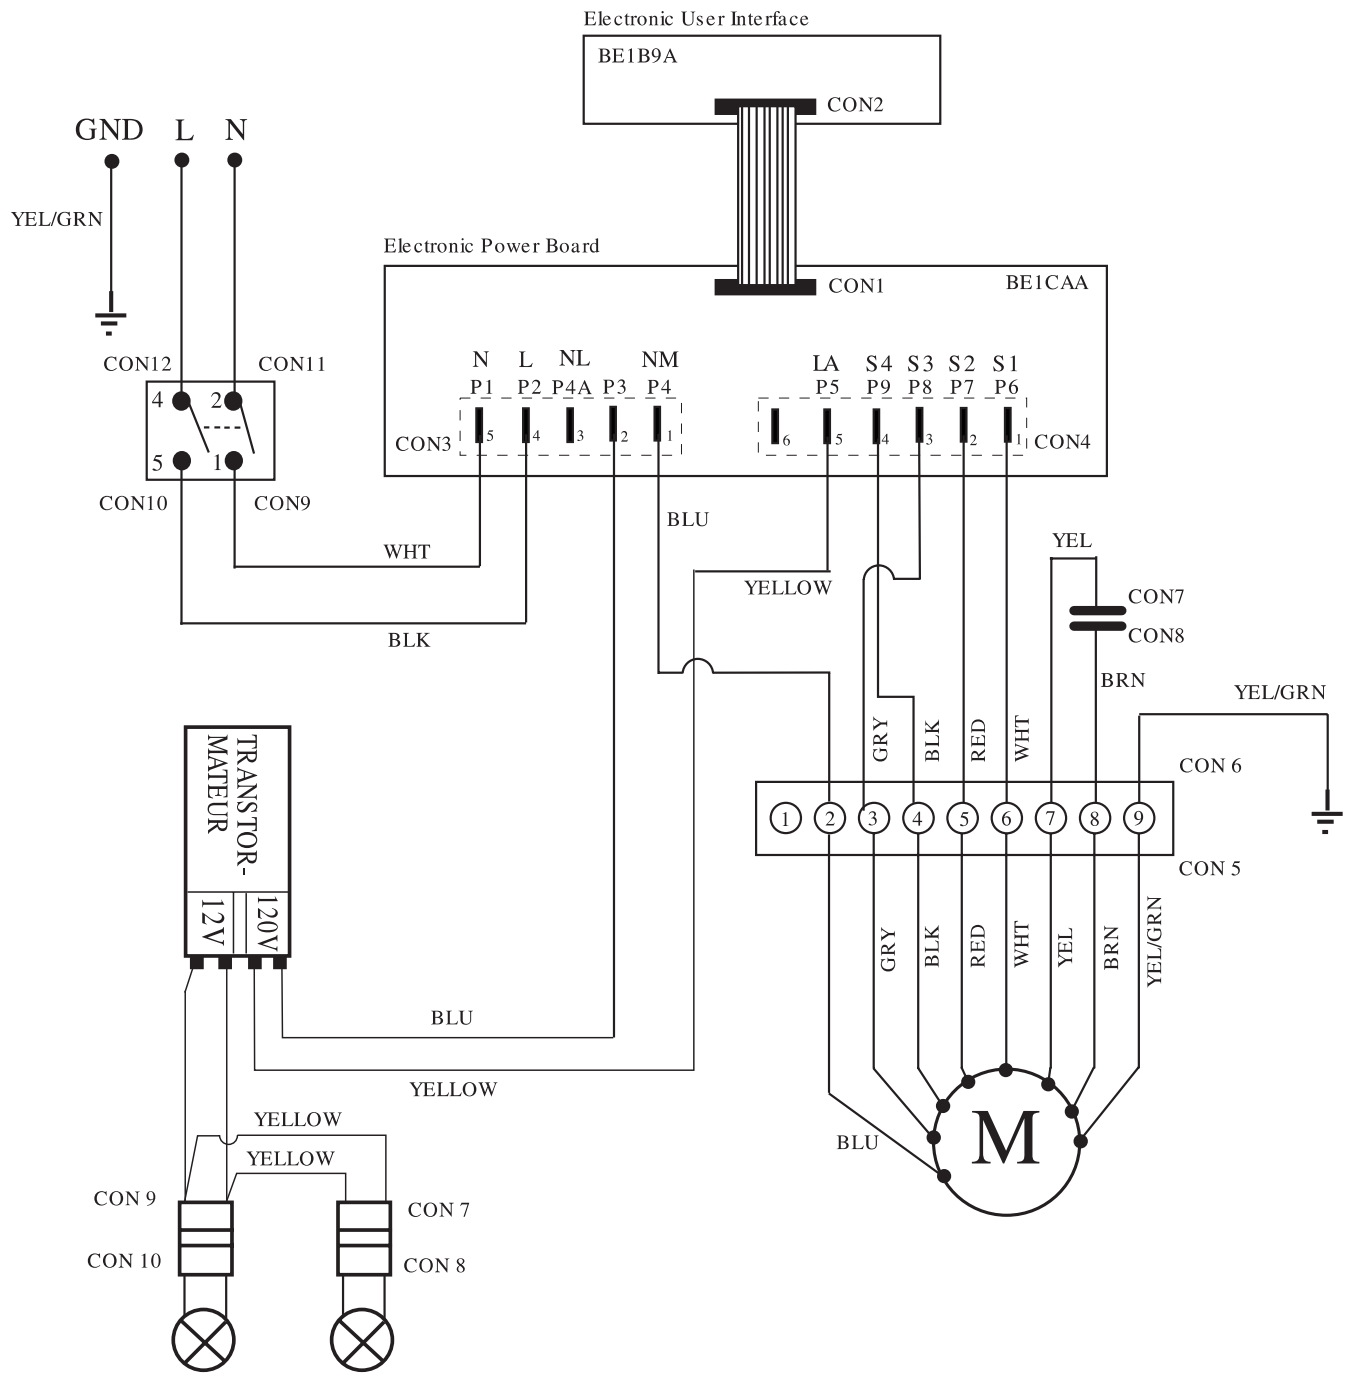 Electronic User Interface
BE1B9A
CON2
GND L N
YEL/GRN
Electronic Power Board
CON1
BE1CAA
CON12 CON11
4 2
5 1
CON10 CON9
N L NL NM
P1 P2 P4A P3 P4
CON3
5 4 3 2 1
LA S4 S3 S2 S1
P5 P9 P8 P7 P6
6 5 4 3 2 1
CON4
WHT
BLK
BLU
YELLOW
YEL
CON7
CON8
BRN
YEL/GRN
GRY
BLK
RED
WHT
CON 6
1 2 3 4 5 6 7 8 9
CON 5
TRANSTOR-
MATEUR
12V
120V
GRY
BLK
RED
WHT
YEL
BRN
YEL/GRN
BLU
YELLOW
YELLOW
YELLOW
BLU
M
CON 9
CON 10
CON 7
CON 8